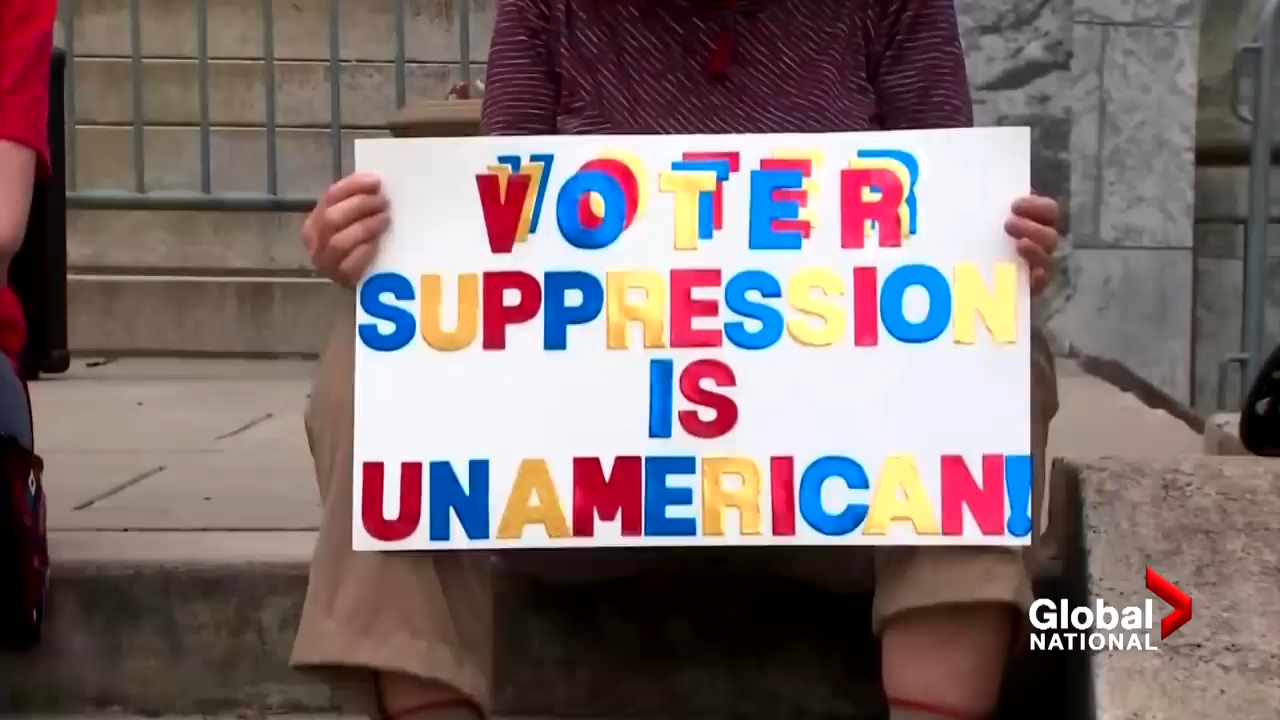 VOTER
SUPPRESSION
IS
UNAMERICAN!
Global
NATIONAL